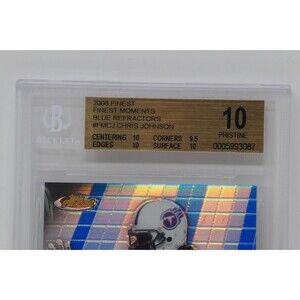 2008 FINEST
FINEST MOMENTS
BLUE REFRACTORS
#FMCJ CHRIS JOHNSON
CENTERING 10 CORNERS 9.5
EDGES 10 SURFACE 10
10
PRISTINE
0005993087
BECKETT